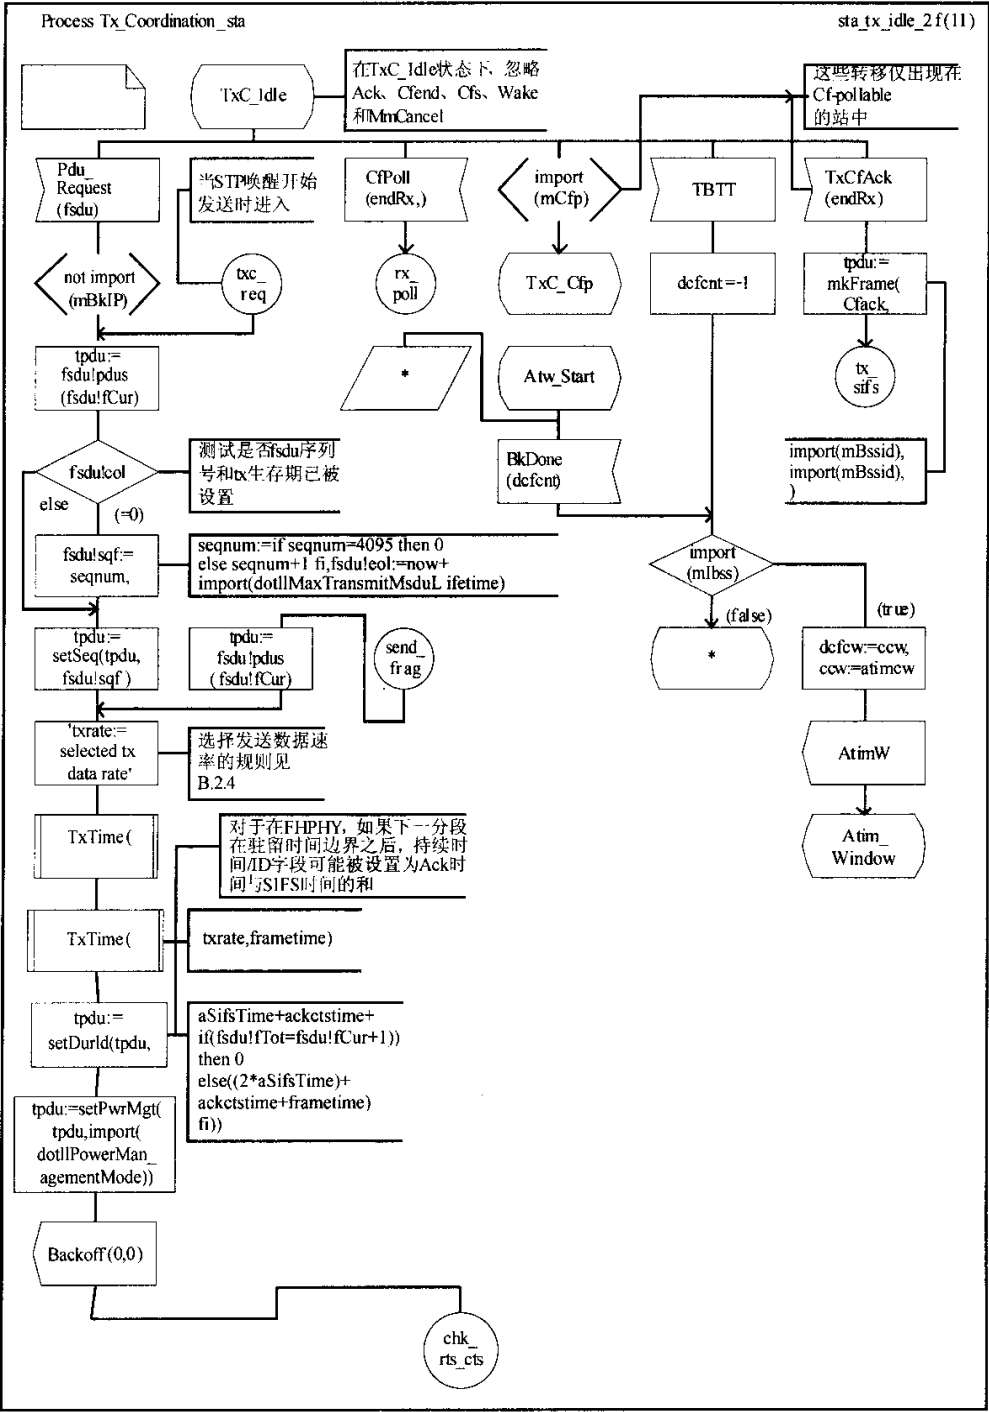 Process Tx_Coordination_sta
sta_tx_idle_2f(11)
TxC_Idle
在TxC_Idle状态下、忽略
Ack、Cfend、Cfs、Wake
和MmCancel
这些转移仅出现在
Cf-pollable
的站中
Pdu_
Request
(fsdu)
当STP唤醒开始
发送时进入
CfPoll
(endRx,)
import
(mCfp)
TBTT
TxCfAck
(endRx)
not import
(mBkIP)
txc_
req
rx_
poll
TxC_Cfp
dcfcnt=-1
tpdu:=
mkFrame(
Cfack,
tpdu:=
fsdu!pdus
(fsdu!fCur)
*
Atw_Start
tx_
sifs
fsdu!col
else
(=0)
测试是否fsdu序列
号和tx生存期已被
设置
BkDone
(dcfcnt)
import(mBssid),
import(mBssid),
)
fsdu!sqf:=
seqnum,
seqnum:=if seqnum=4095 then 0
else seqnum+1 fi,fsdu!eol:=now+
import(dotllMaxTransmitMsduL ifetime)
import
(mIbss)
(false)
(true)
tpdu:=
setSeq(tpdu,
fsdu!sqf )
tpdu:=
fsdu!pdus
(fsdu!fCur)
send_
frag
*
dcfcw:=ccw,
ccw:=atimcw
'txrate:=
selected tx
data rate'
选择发送数据速
率的规则见
B.2.4
AtimW
TxTime(
对于在FHPHY，如果下一分段
在驻留时间边界之后，持续时
间/ID字段可能被设置为Ack时
间与SIFS时间的和
Atim_
Window
TxTime(
txrate,frametime)
tpdu:=
setDurId(tpdu,
aSifsTime+ackctstime+
if(fsdu!fTot=fsdu!fCur+1))
then 0
else((2*aSifsTime)+
ackctstime+frametime)
fi))
tpdu:=setPwrMgt(
tpdu,import(
dotllPowerMan_
agementMode))
Backoff(0,0)
chk_
rts_cts